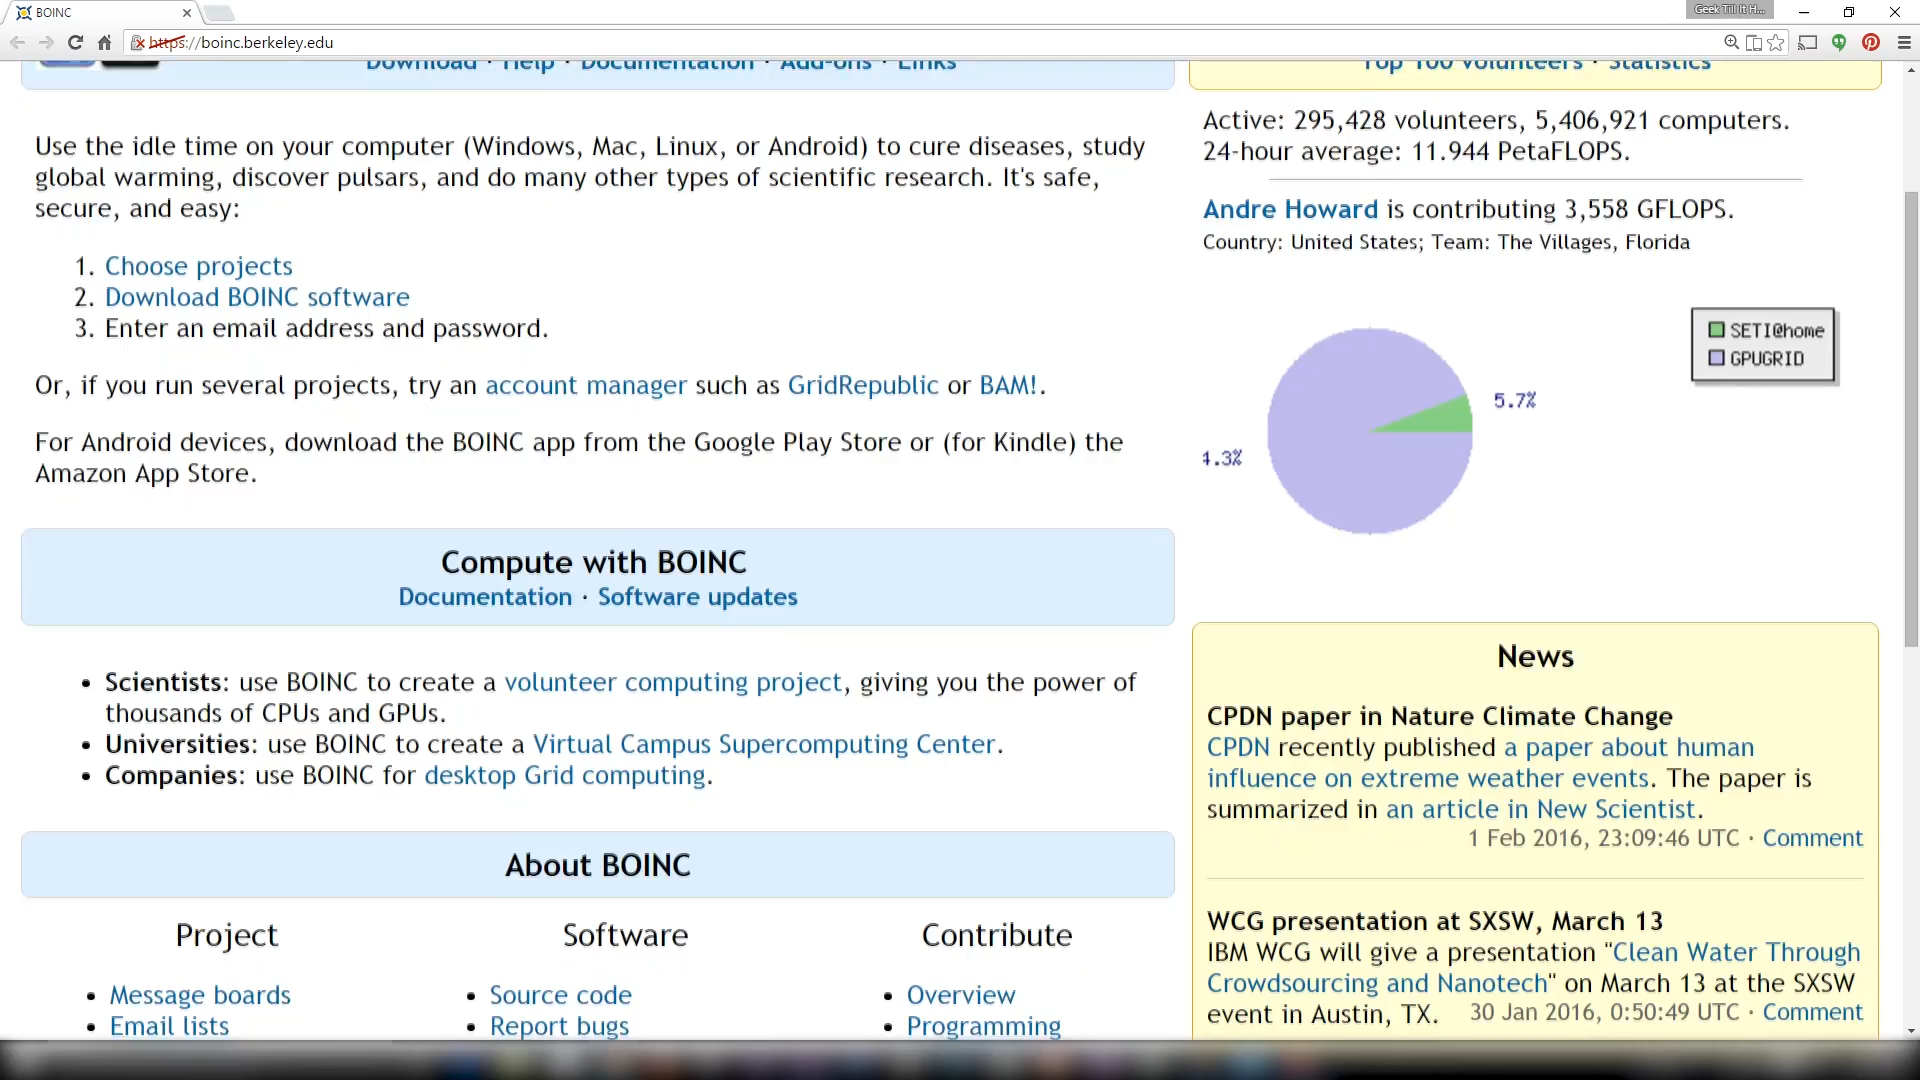 BOINC
Geek Till It H...
https://boinc.berkeley.edu
Download · Help · Documentation · Add-ons · Links
Use the idle time on your computer (Windows, Mac, Linux, or Android) to cure diseases, study
global warming, discover pulsars, and do many other types of scientific research. It's safe,
secure, and easy:
1. Choose projects
2. Download BOINC software
3. Enter an email address and password.
Or, if you run several projects, try an account manager such as GridRepublic or BAM!.
For Android devices, download the BOINC app from the Google Play Store or (for Kindle) the
Amazon App Store.
Compute with BOINC
Documentation · Software updates
• Scientists: use BOINC to create a volunteer computing project, giving you the power of
thousands of CPUs and GPUs.
• Universities: use BOINC to create a Virtual Campus Supercomputing Center.
• Companies: use BOINC for desktop Grid computing.
About BOINC
Project
• Message boards
• Email lists
Software
• Source code
• Report bugs
Contribute
• Overview
• Programming
Top 100 volunteers · Statistics
Active: 295,428 volunteers, 5,406,921 computers.
24-hour average: 11.944 PetaFLOPS.
Andre Howard is contributing 3,558 GFLOPS.
Country: United States; Team: The Villages, Florida
SETI@home
GPUGRID
5.7%
4.3%
News
CPDN paper in Nature Climate Change
CPDN recently published a paper about human
influence on extreme weather events. The paper is
summarized in an article in New Scientist.
1 Feb 2016, 23:09:46 UTC · Comment
WCG presentation at SXSW, March 13
IBM WCG will give a presentation "Clean Water Through
Crowdsourcing and Nanotech" on March 13 at the SXSW
event in Austin, TX. 30 Jan 2016, 0:50:49 UTC · Comment